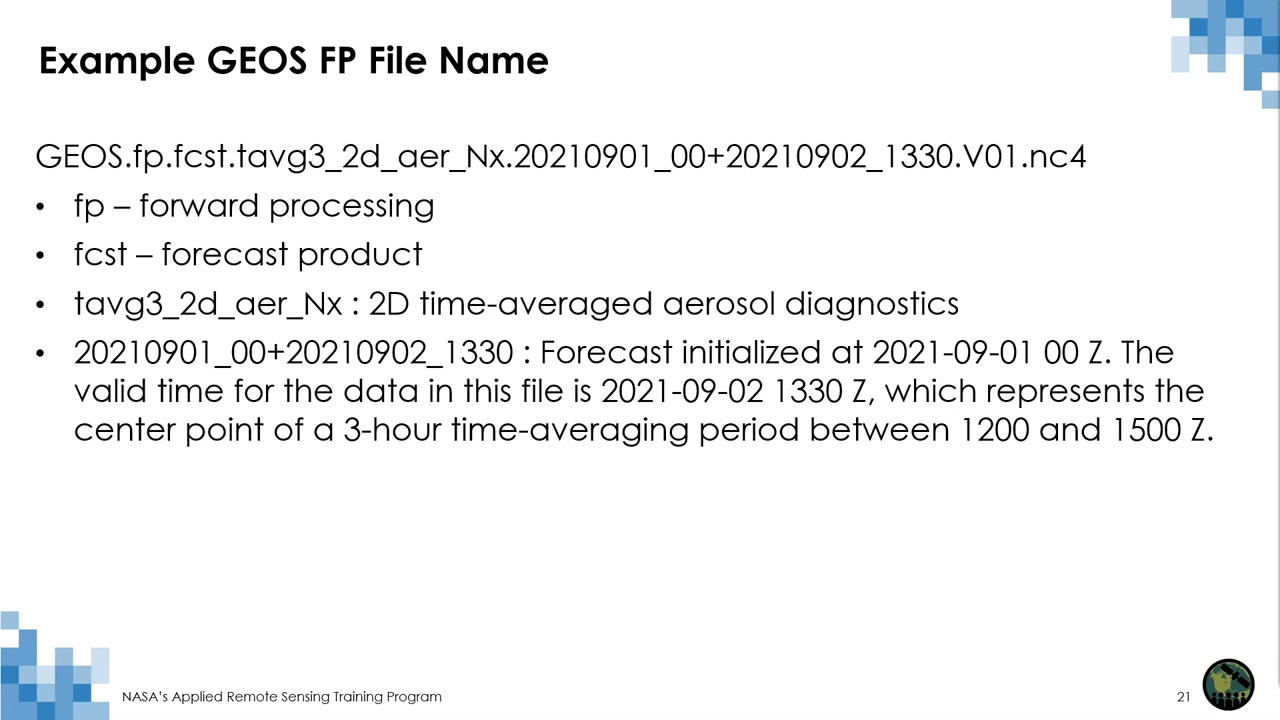 Example GEOS FP File Name
GEOS.fp.fcst.tavg3_2d_aer_Nx.20210901_00+20210902_1330.V01.nc4
• fp – forward processing
• fcst – forecast product
• tavg3_2d_aer_Nx : 2D time-averaged aerosol diagnostics
• 20210901_00+20210902_1330 : Forecast initialized at 2021-09-01 00 Z. The
valid time for the data in this file is 2021-09-02 1330 Z, which represents the
center point of a 3-hour time-averaging period between 1200 and 1500 Z.
NASA's Applied Remote Sensing Training Program
21